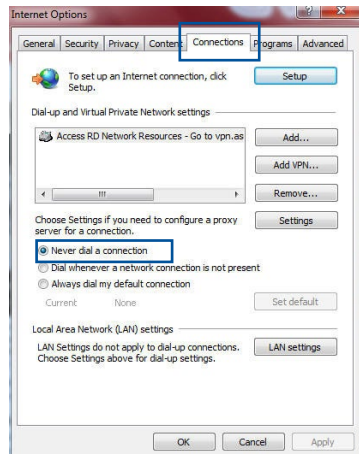 Internet Options
General Security Privacy Content Connections Programs Advanced
To set up an Internet connection, click
Setup.
Setup
Dial-up and Virtual Private Network settings
Access RD Network Resources - Go to vpn.as
Add...
Add VPN...
Remove...
Choose Settings if you need to configure a proxy
server for a connection.
Settings
Never dial a connection
Dial whenever a network connection is not present
Always dial my default connection
Current None
Set default
Local Area Network (LAN) settings
LAN Settings do not apply to dial-up connections.
Choose Settings above for dial-up settings.
LAN settings
OK Cancel Apply